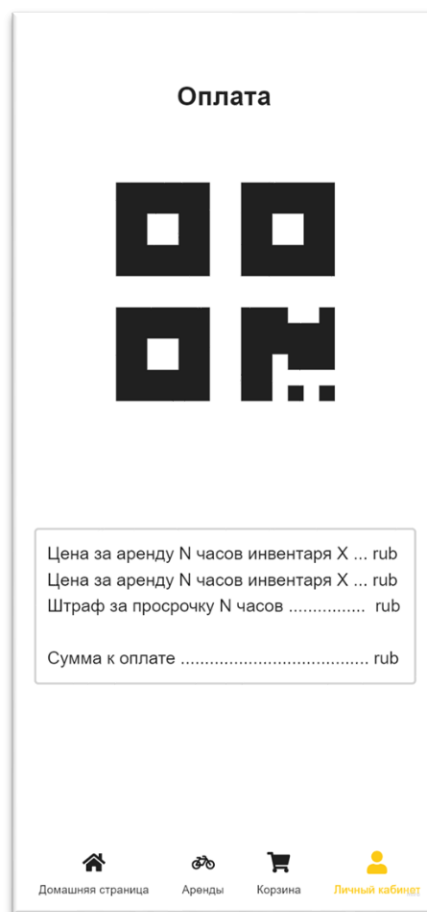 Оплата
Цена за аренду N часов инвентаря X ... rub
Цена за аренду N часов инвентаря X ... rub
Штраф за просрочку N часов ................ rub
Сумма к оплате ........................................ rub
Домашняя страница
Аренды
Корзина
Личный кабинет